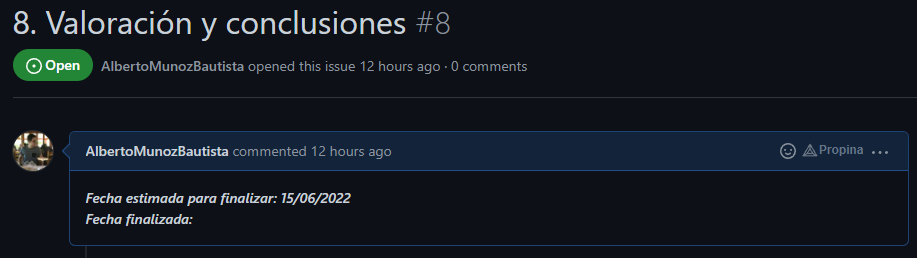 8. Valoración y conclusiones #8
Open AlbertoMunozBautista opened this issue 12 hours ago · 0 comments
AlbertoMunozBautista commented 12 hours ago Propina ...
Fecha estimada para finalizar: 15/06/2022
Fecha finalizada: